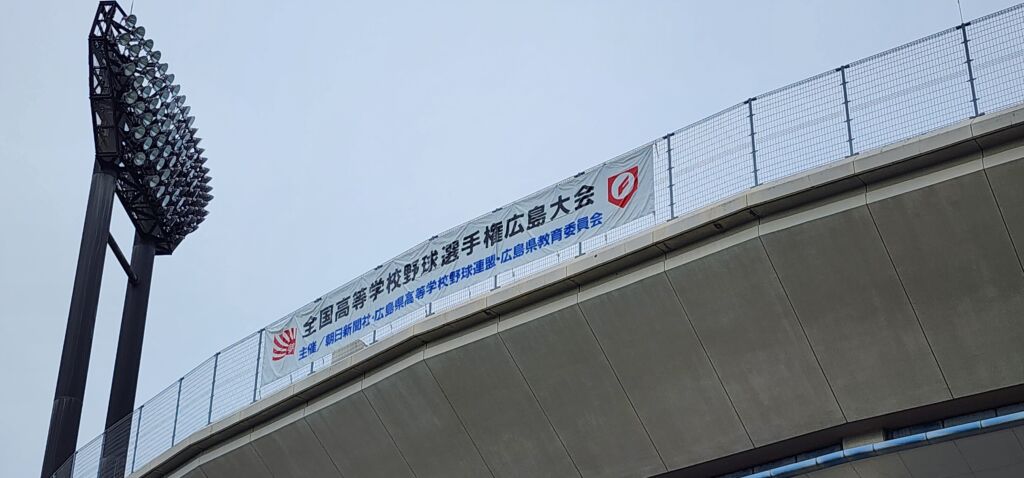 全国高等学校野球選手権広島大会
主催/朝日新聞社・広島県高等学校野球連盟・広島県教育委員会